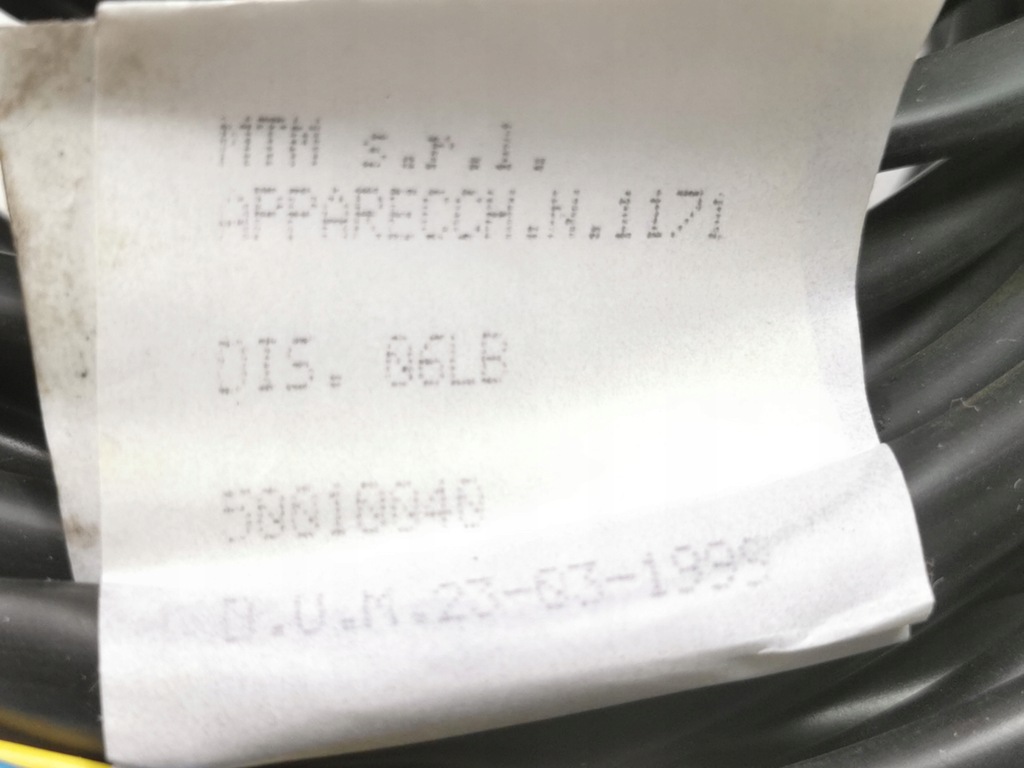 MTM s.r.l.
APPARECCH.N.1171
DIS. 06LB
50010040
D.U.M.23-03-1999